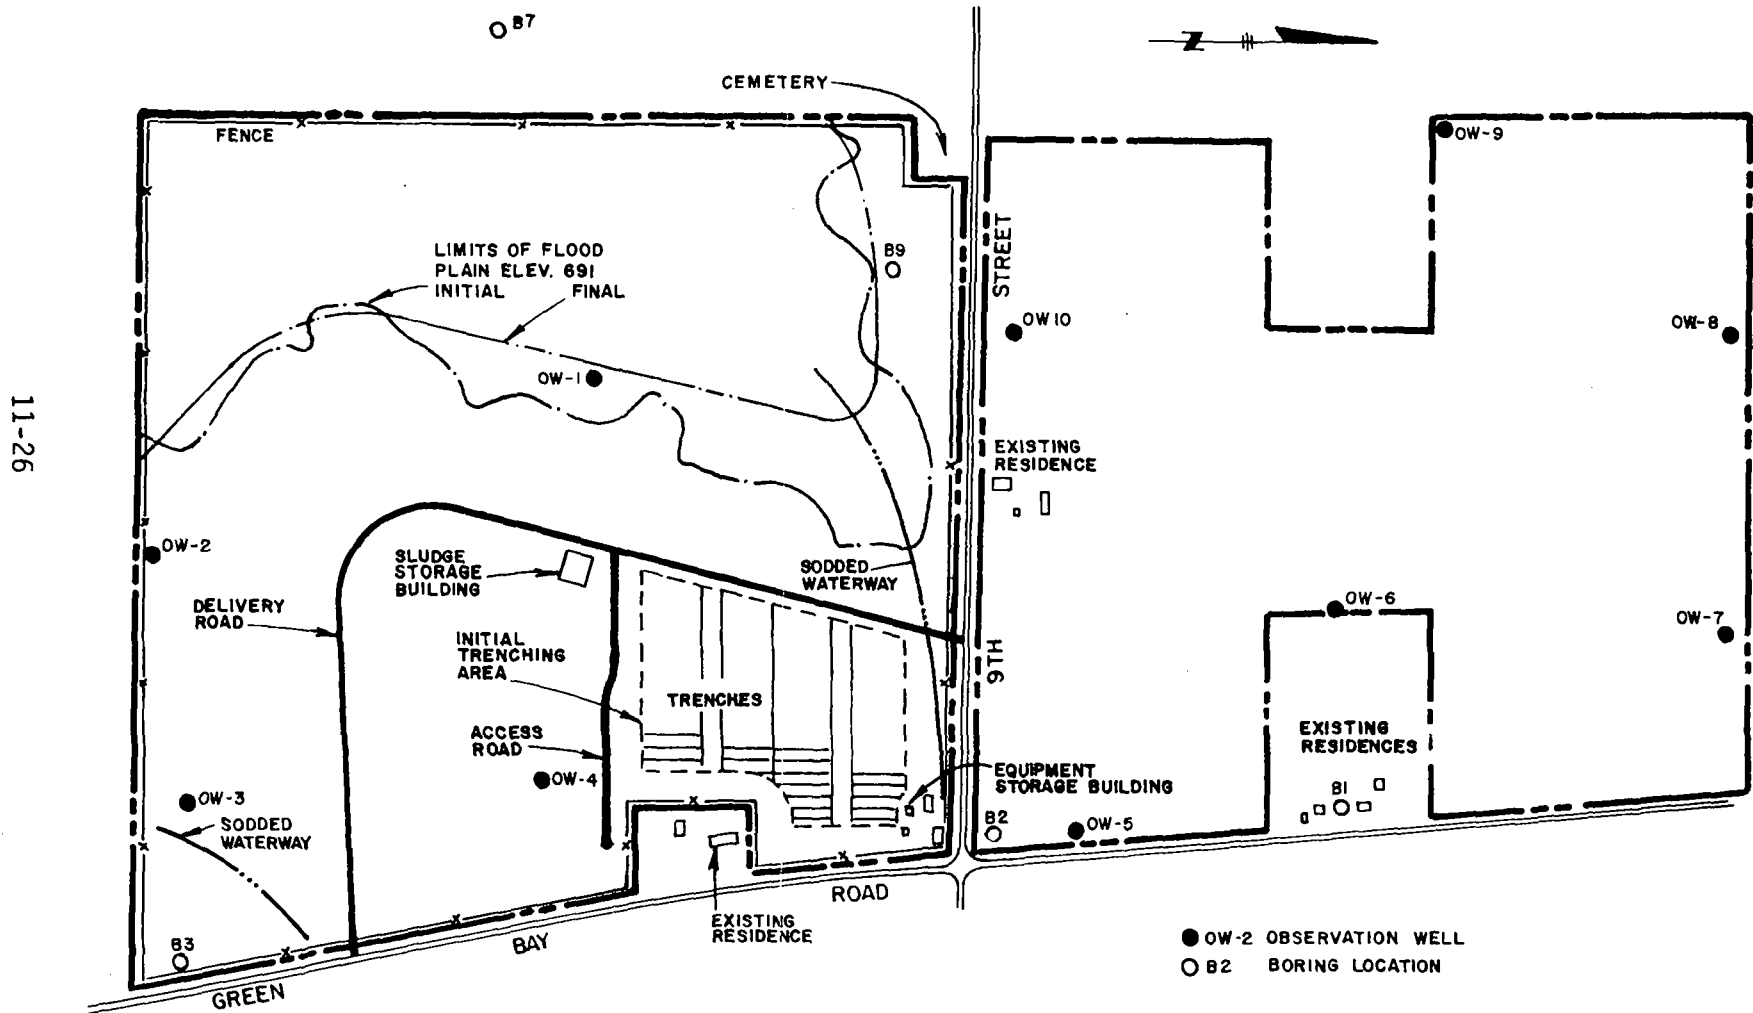 B7
Z
CEMETERY
FENCE
OW-9
LIMITS OF FLOOD
PLAIN ELEV. 691
INITIAL FINAL
B9
STREET
OW10
OW-8
OW-1
11-26
EXISTING
RESIDENCE
OW-2
SLUDGE
STORAGE
BUILDING
SODDED
WATERWAY
DELIVERY
ROAD
OW-6
OW-7
INITIAL
TRENCHING
AREA
9TH
TRENCHES
ACCESS
ROAD
EXISTING
RESIDENCES
OW-4
EQUIPMENT
STORAGE BUILDING
B1
OW-3
SODDED
WATERWAY
B2
OW-5
ROAD
EXISTING
RESIDENCE
BAY
B3
GREEN
OW-2 OBSERVATION WELL
B2 BORING LOCATION